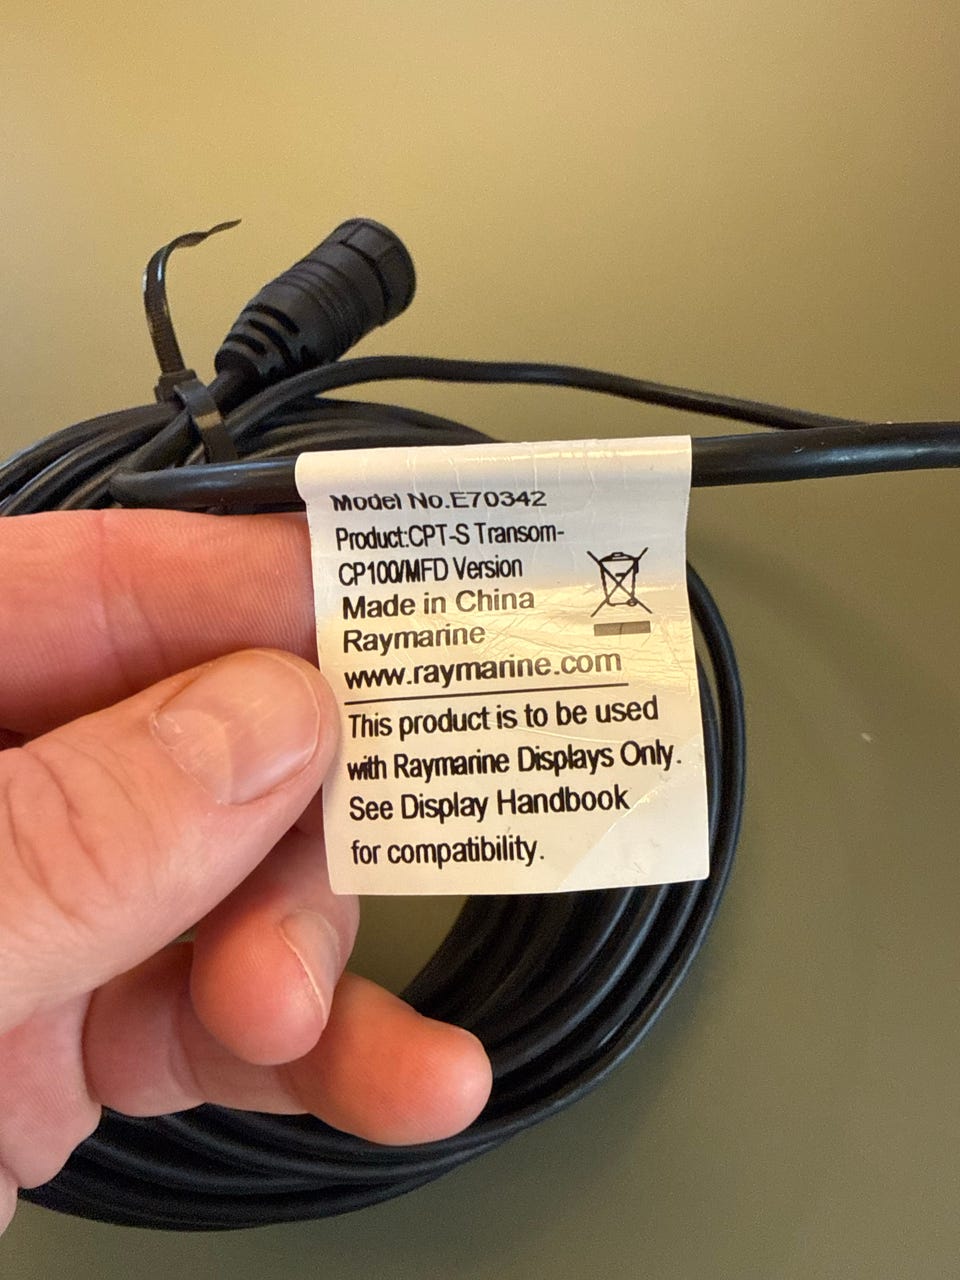 Model No.E70342
Product:CPT-S Transom-
CP100/MFD Version
Made in China
Raymarine
www.raymarine.com
This product is to be used
with Raymarine Displays Only.
See Display Handbook
for compatibility.